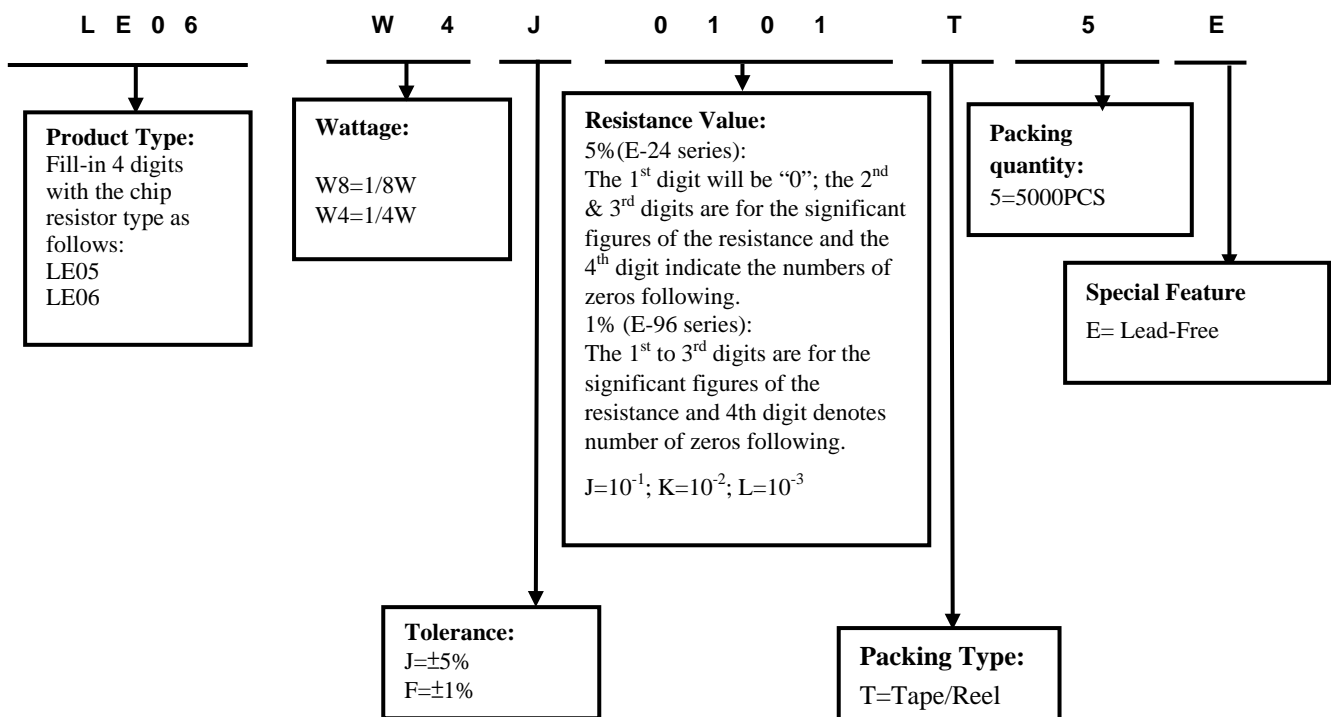 L E 0 6 W 4 J 0 1 0 1 T 5 E
Product Type:
Fill-in 4 digits
with the chip
resistor type as
follows:
LE05
LE06
Wattage:
W8=1/8W
W4=1/4W
Resistance Value:
5%(E-24 series):
The 1st digit will be “0”; the 2nd
& 3rd digits are for the significant
figures of the resistance and the
4th digit indicate the numbers of
zeros following.
1% (E-96 series):
The 1st to 3rd digits are for the
significant figures of the
resistance and 4th digit denotes
number of zeros following.
J=10-1; K=10-2; L=10-3
Packing
quantity:
5=5000PCS
Special Feature
E= Lead-Free
Tolerance:
J=±5%
F=±1%
Packing Type:
T=Tape/Reel